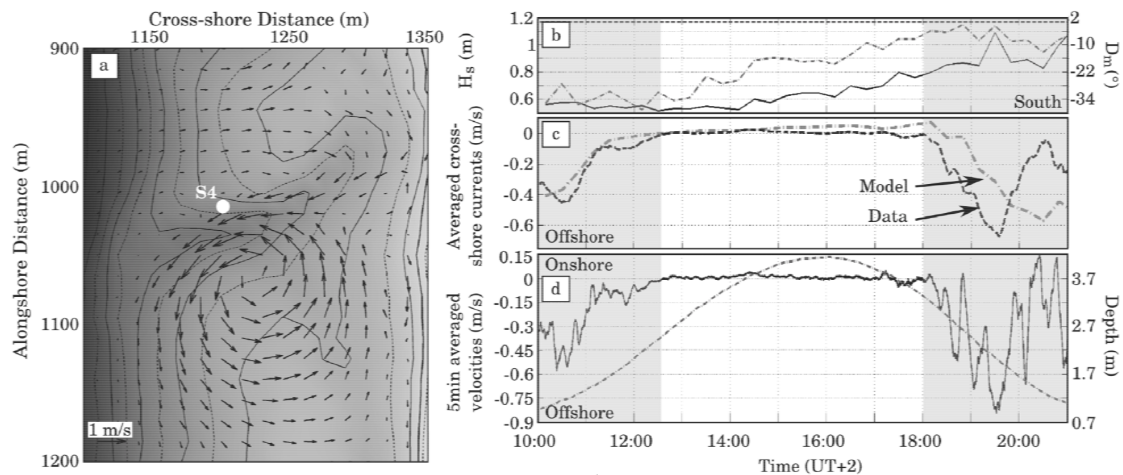 Cross-shore Distance (m)
1150 1250 1350
900
1000
1100
1200
Alongshore Distance (m)
a
S4
1 m/s
1.2
1
0.8
0.6
Hs (m)
b
South
2
-10
-22
-34
Dm (°)
0
-0.2
-0.4
-0.6
Averaged cross-
shore currents (m/s)
c
Model
Data
Offshore
0.15
0
-0.15
-0.3
-0.45
-0.6
-0.75
-0.9
5min averaged
velocities (m/s)
Onshore
d
Offshore
3.7
2.7
1.7
0.7
Depth (m)
10:00 12:00 14:00 16:00 18:00 20:00
Time (UT+2)